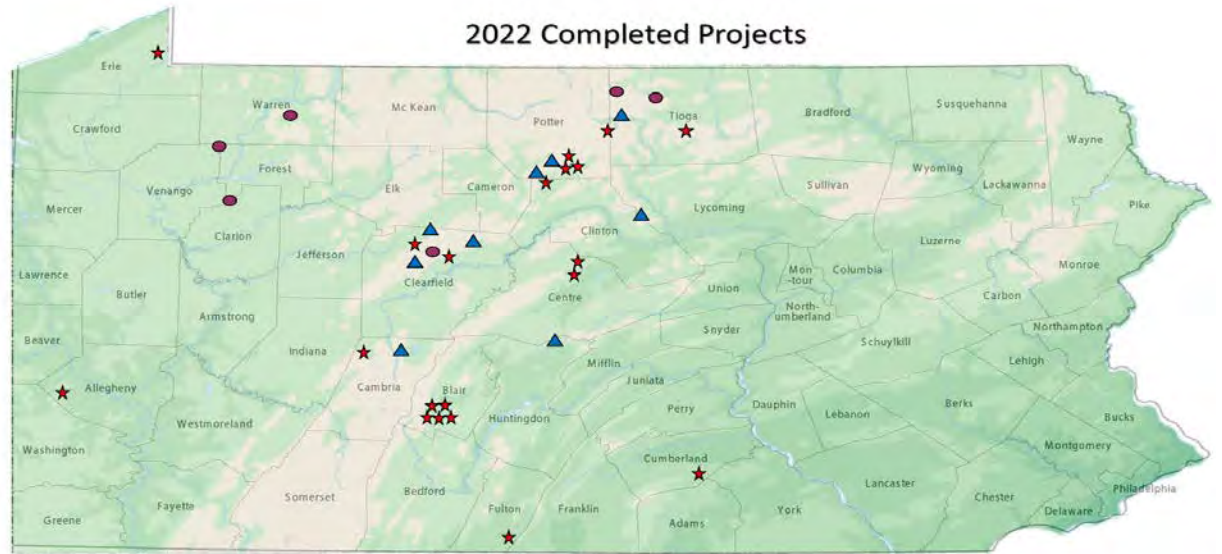 2022 Completed Projects
Erie
Warren
Mc Kean
Potter
Tioga
Bradford
Susquehanna
Crawford
Wayne
Forest
Wyoming
Elk
Cameron
Sullivan
Lackawanna
Venango
Pike
Mercer
Lycoming
Clarion
Clinton
Luzerne
Jefferson
Monroe
Lawrence
Mon
-tour
Columbia
Clearfield
Union
Butler
Centre
Carbon
North-
umberland
Armstrong
Northampton
Snyder
Beaver
Schuylkill
Indiana
Lehigh
Mifflin
Allegheny
Cambria
Blair
Juniata
Huntingdon
Perry
Dauphin
Berks
Lebanon
Bucks
Westmoreland
Montgomery
Washington
Cumberland
Lancaster
Philadelphia
Somerset
Bedford
Fayette
Fulton
Franklin
York
Chester
Greene
Adams
Delaware